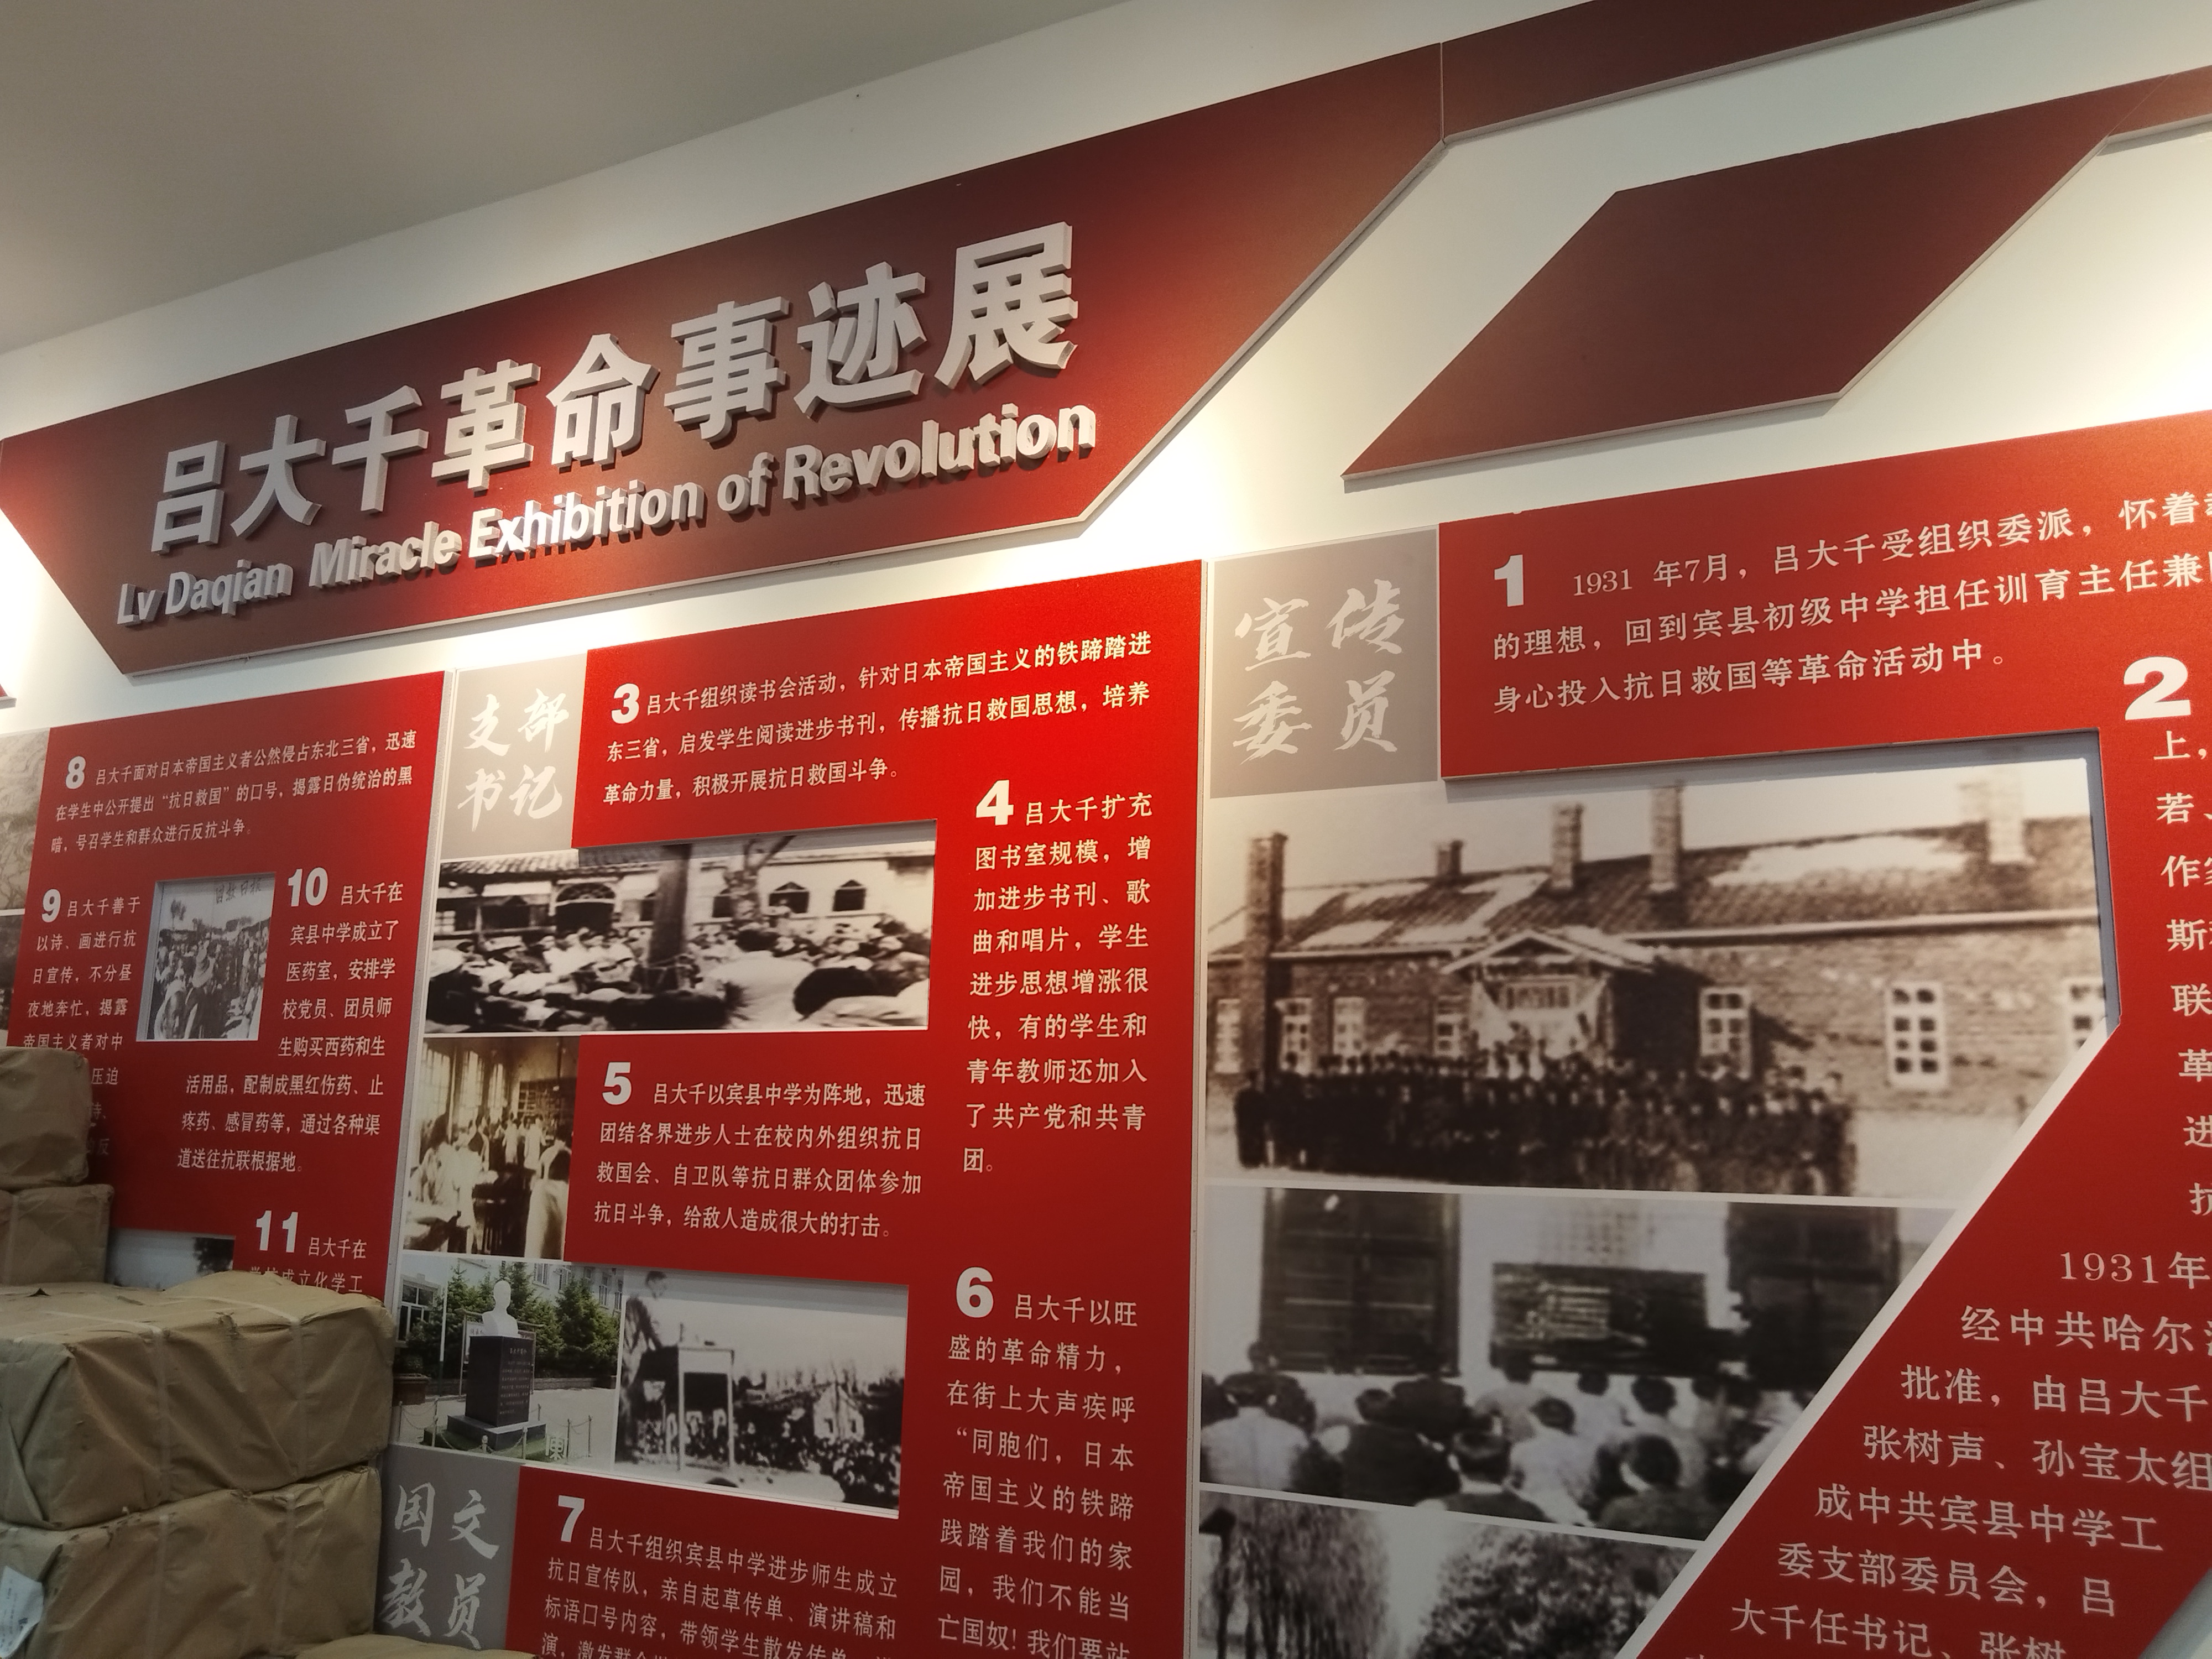 吕大千革命事迹展
Lv Daqian Miracle Exhibition of Revolution
宣传
委员
1 1931 年7月，吕大千受组织委派，怀着
的理想，回到宾县初级中学担任训育主任兼
身心投入抗日救国等革命活动中。
2
上，
若、
作家
斯
联
革
进
抗
1931年
经中共哈尔
批准，由吕大千
张树声、孙宝太组
成中共宾县中学工
委支部委员会，吕
大千任书记、张树
支部
书记
3 吕大千组织读书会活动，针对日本帝国主义的铁蹄踏进
东三省，启发学生阅读进步书刊，传播抗日救国思想，培养
革命力量，积极开展抗日救国斗争。
4 吕大千扩充
图书室规模，增
加进步书刊、歌
曲和唱片，学生
进步思想增涨很
快，有的学生和
青年教师还加入
了共产党和共青
团。
5 吕大千以宾县中学为阵地，迅速
团结各界进步人士在校内外组织抗日
救国会、自卫队等抗日群众团体参加
抗日斗争，给敌人造成很大的打击。
6 吕大千以旺
盛的革命精力，
在街上大声疾呼
“同胞们，日本
帝国主义的铁蹄
践踏着我们的家
园，我们不能当
亡国奴！我们要站
国文
教员
7 吕大千组织宾县中学进步师生成立
抗日宣传队，亲自起草传单、演讲稿和
标语口号内容，带领学生散发传单、
演，激发群众
8 吕大千面对日本帝国主义者公然侵占东北三省，迅速
在学生中公开提出“抗日救国”的口号，揭露日伪统治的黑
暗，号召学生和群众进行反抗斗争。
9 吕大千善于
以诗、画进行抗
日宣传，不分昼
夜地奔忙，揭露
帝国主义者对中
压迫
10 吕大千在
宾县中学成立了
医药室，安排学
校党员、团员师
生购买西药和生
活用品，配制成黑红伤药、止
疼药、感冒药等，通过各种渠
道送往抗联根据地。
11 吕大千在
学校成立化学工